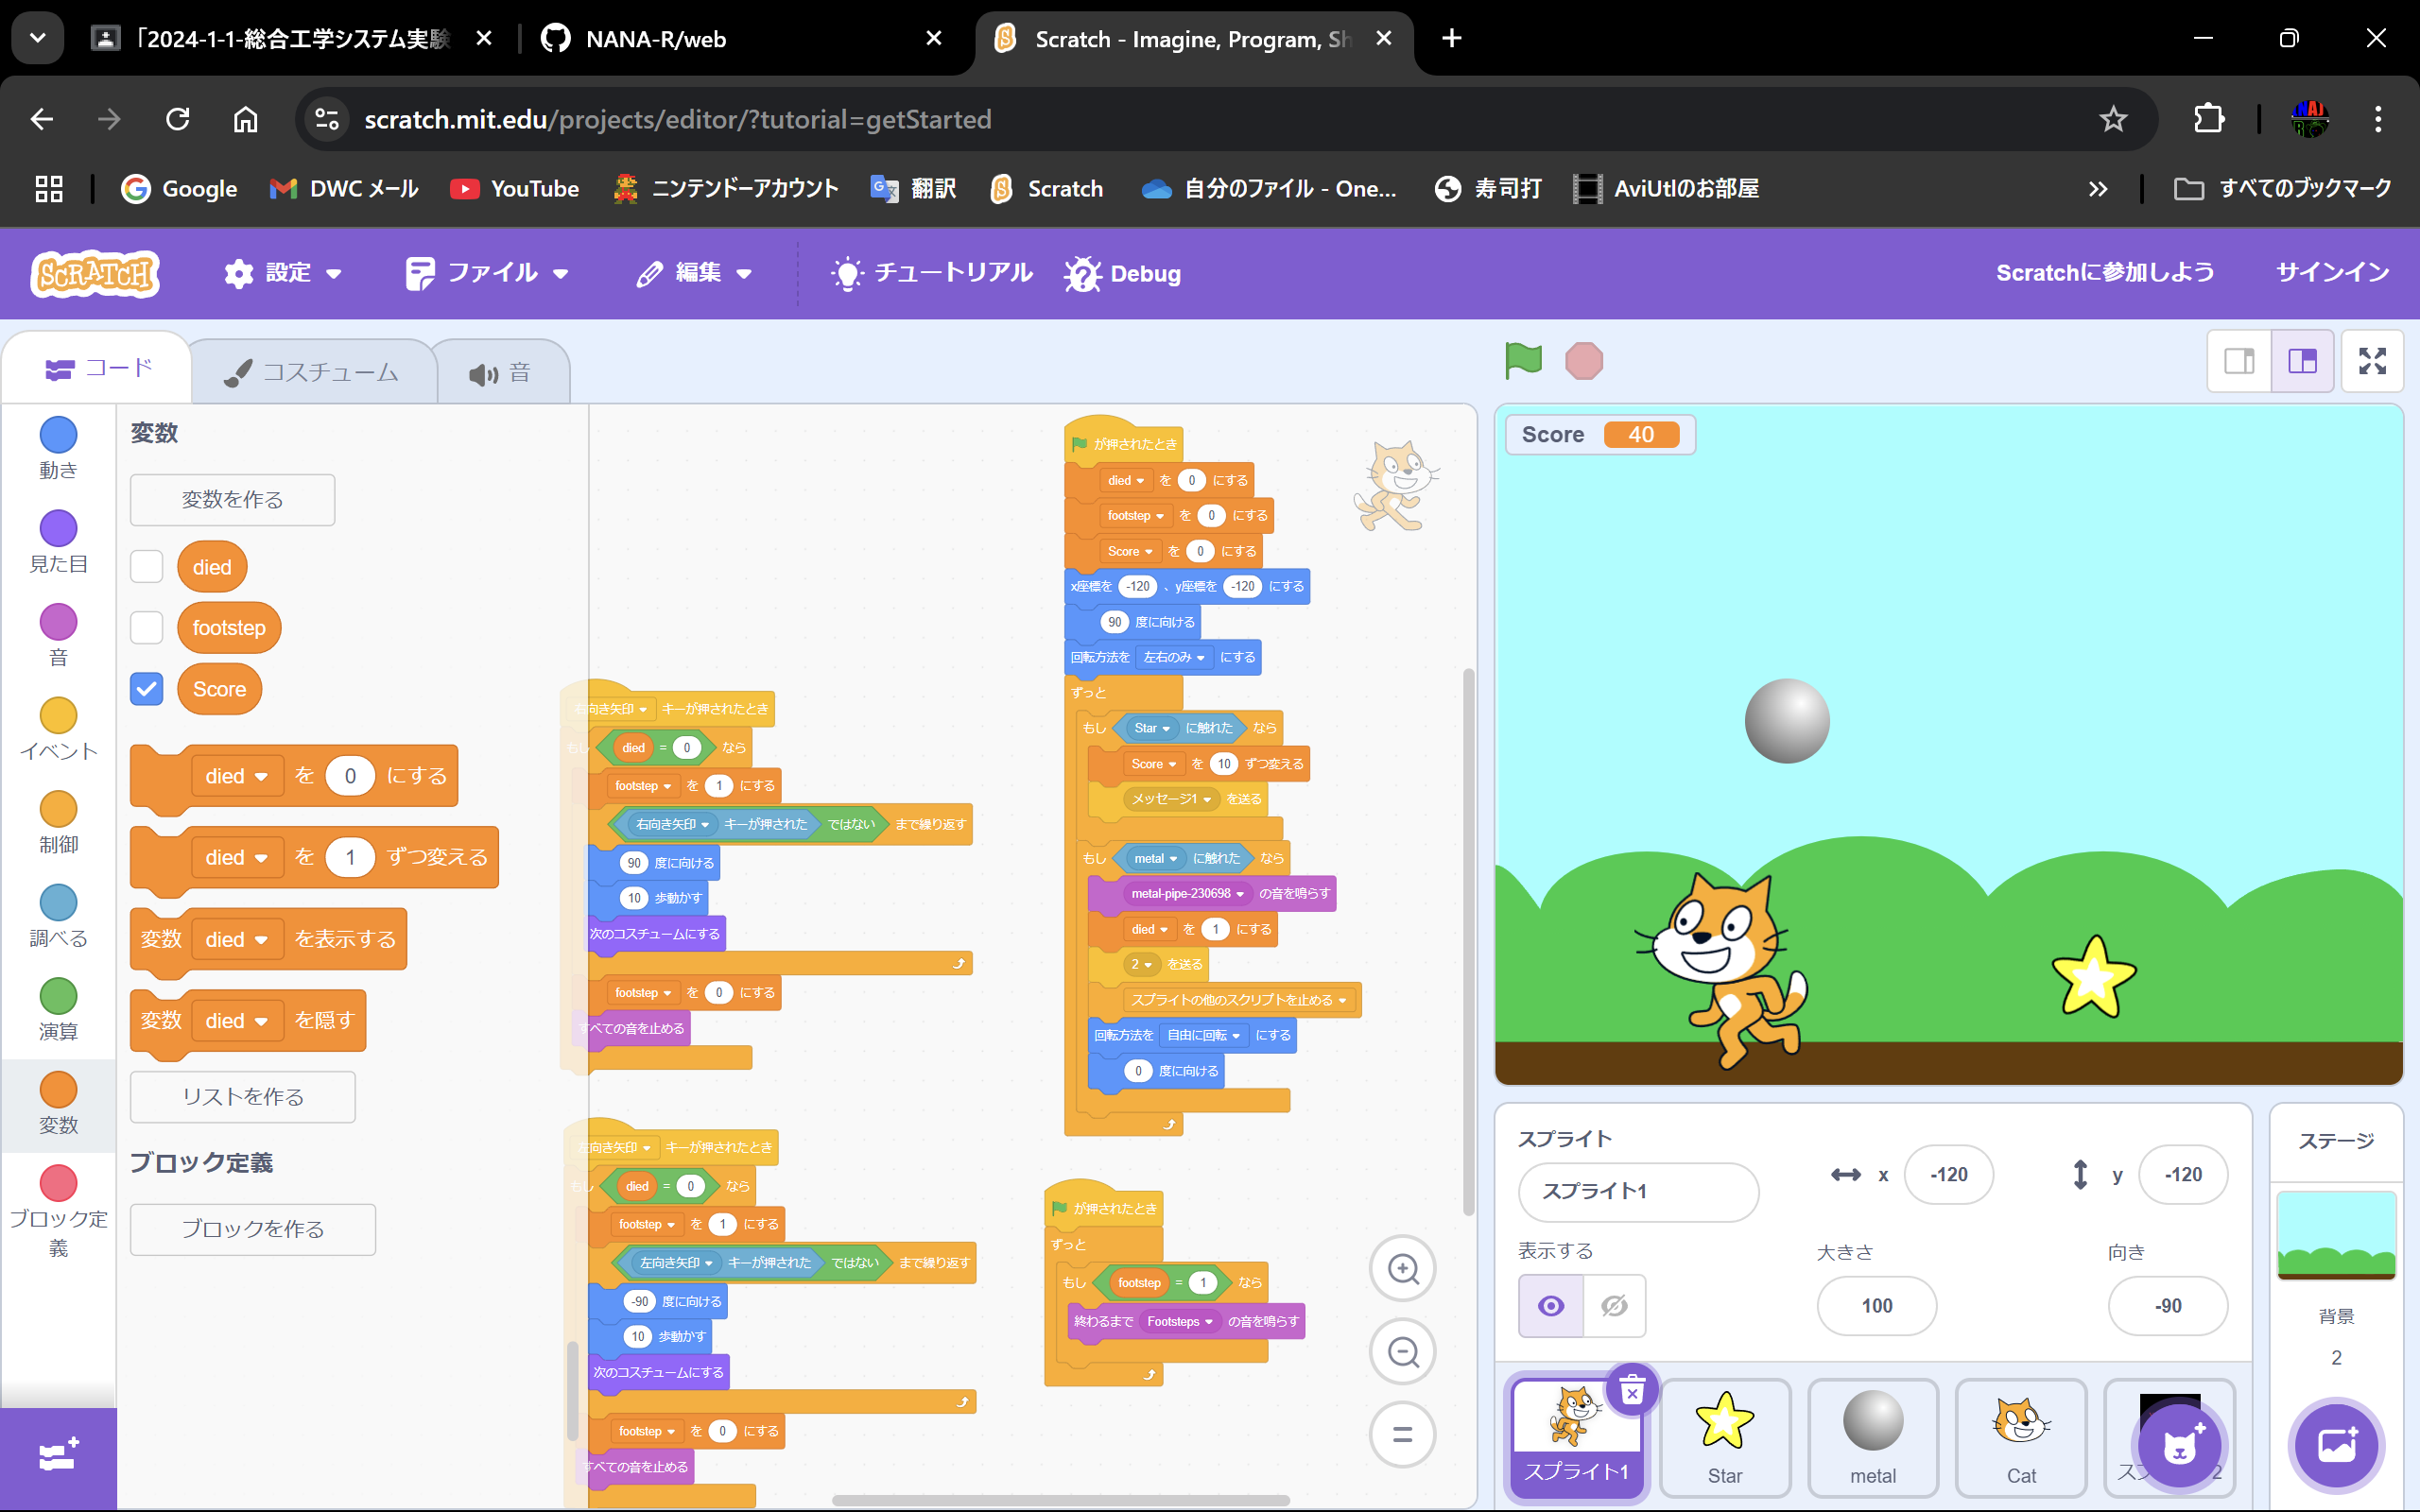 「2024-1-1-総合工学システム実験
NANA-R/web
Scratch - Imagine, Program, Sh
scratch.mit.edu/projects/editor/?tutorial=getStarted
Google
DWC メール
YouTube
ニンテンドーアカウント
翻訳
Scratch
自分のファイル - One...
寿司打
AviUtlのお部屋
すべてのブックマーク
SCRATCH
設定
ファイル
編集
チュートリアル
Debug
Scratchに参加しよう
サインイン
コード
コスチューム
音
動き
見た目
音
イベント
制御
調べる
演算
変数
ブロック定
義
変数
変数を作る
died
footstep
Score
died を 0 にする
died を 1 ずつ変える
変数 died を表示する
変数 died を隠す
リストを作る
ブロック定義
ブロックを作る
右向き矢印 キーが押されたとき
もし died = 0 なら
footstep を 1 にする
右向き矢印 キーが押された ではない まで繰り返す
90 度に向ける
10 歩動かす
次のコスチュームにする
footstep を 0 にする
すべての音を止める
左向き矢印 キーが押されたとき
もし died = 0 なら
footstep を 1 にする
左向き矢印 キーが押された ではない まで繰り返す
-90 度に向ける
10 歩動かす
次のコスチュームにする
footstep を 0 にする
すべての音を止める
が押されたとき
died を 0 にする
footstep を 0 にする
Score を 0 にする
x座標を -120 、y座標を -120 にする
90 度に向ける
回転方法を 左右のみ にする
ずっと
もし Star に触れた なら
Score を 10 ずつ変える
メッセージ1 を送る
もし metal に触れた なら
metal-pipe-230698 の音を鳴らす
died を 1 にする
2 を送る
スプライトの他のスクリプトを止める
回転方法を 自由に回転 にする
0 度に向ける
が押されたとき
ずっと
もし footstep = 1 なら
終わるまで Footsteps の音を鳴らす
Score 40
スプライト
スプライト1
x -120
y -120
表示する
大きさ
100
向き
-90
スプライト1
Star
metal
Cat
ス
2
ステージ
背景
2